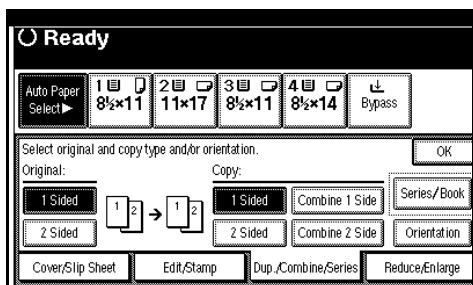 Ready
Auto Paper Select ▶
1 8½×11
2 11×17
3 8½×11
4 8½×14
Bypass
Select original and copy type and/or orientation.
OK
Original:
Copy:
1 Sided
1 2 → 1 2
1 Sided
Combine 1 Side
Series/Book
2 Sided
2 Sided
Combine 2 Side
Orientation
Cover/Slip Sheet
Edit/Stamp
Dup./Combine/Series
Reduce/Enlarge